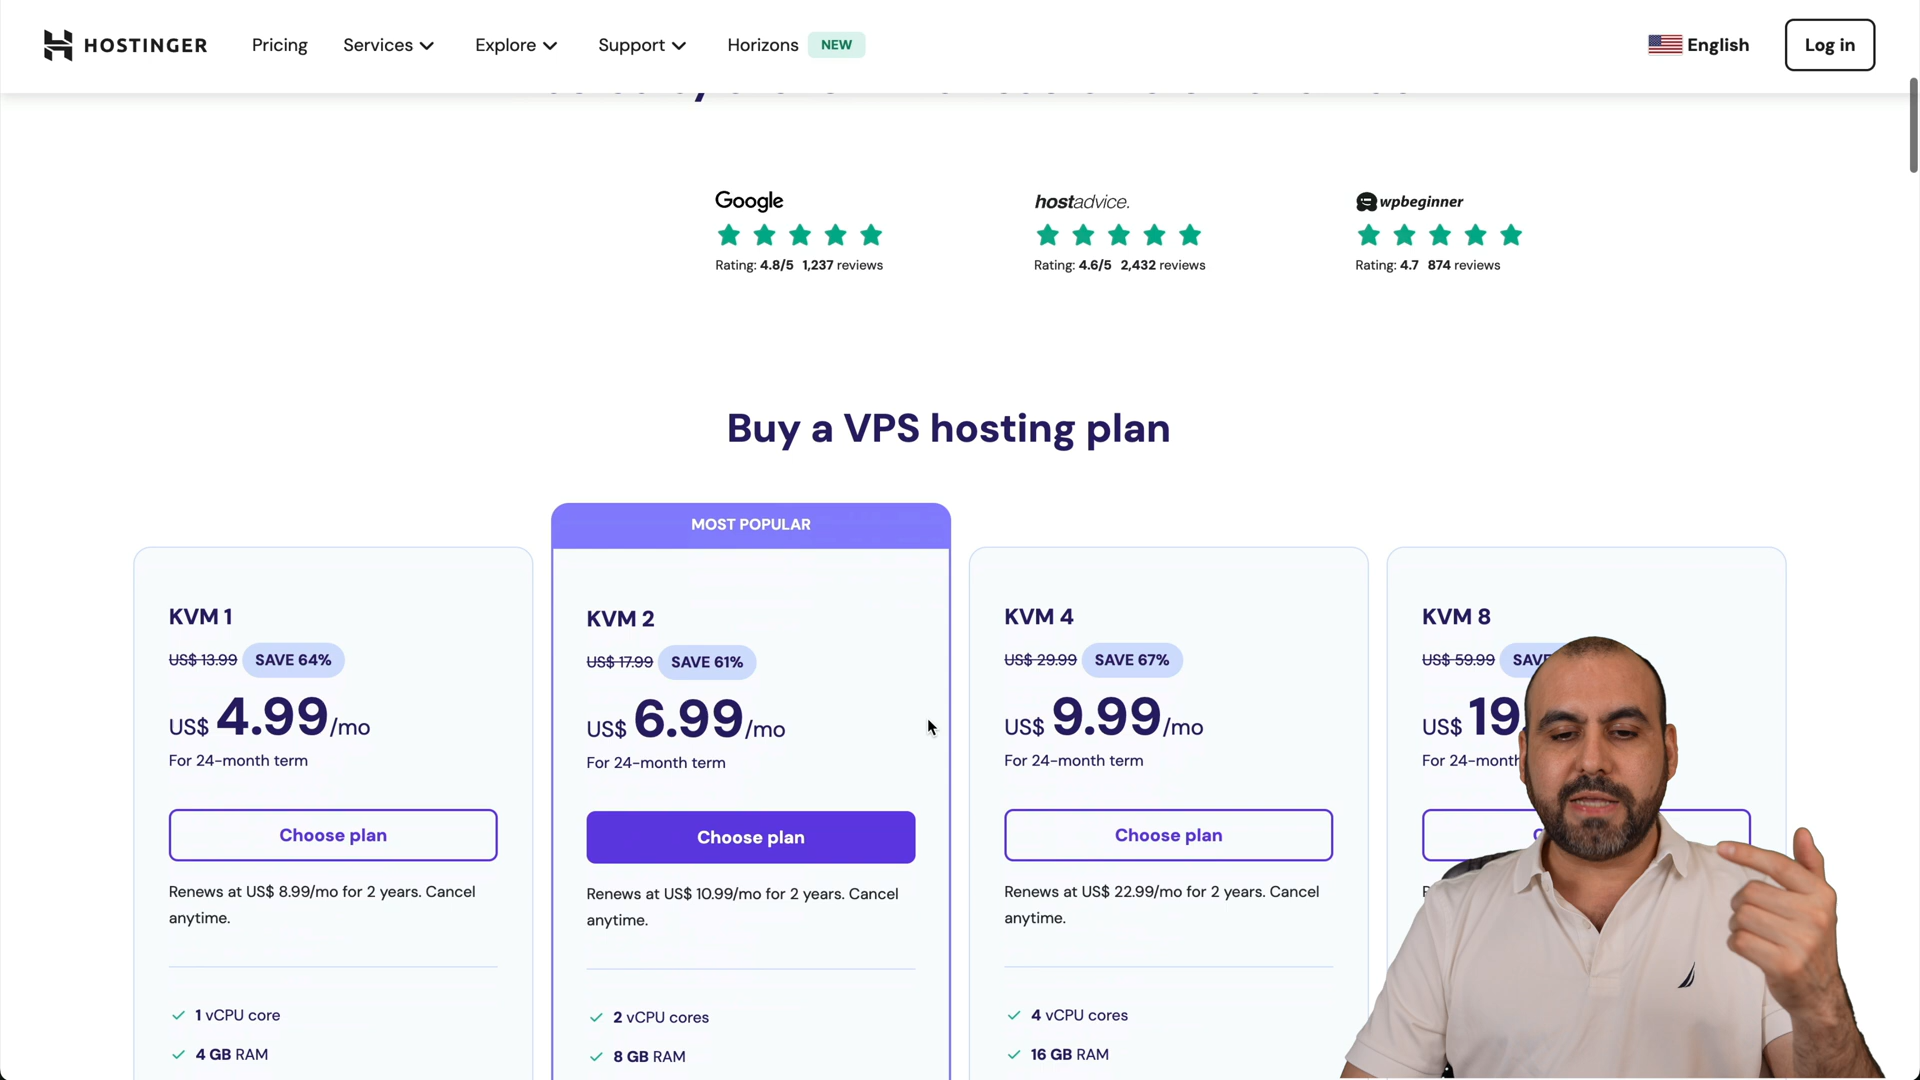 HOSTINGER
Pricing
Services
Explore
Support
Horizons
NEW
English
Log in
Google
Rating: 4.8/5 1,237 reviews
hostadvice.
Rating: 4.6/5 2,432 reviews
wpbeginner
Rating: 4.7 874 reviews
Buy a VPS hosting plan
MOST POPULAR
KVM 1
US$ 13.99 SAVE 64%
US$ 4.99/mo
For 24-month term
Choose plan
Renews at US$ 8.99/mo for 2 years. Cancel
anytime.
1 vCPU core
4 GB RAM
KVM 2
US$ 17.99 SAVE 61%
US$ 6.99/mo
For 24-month term
Choose plan
Renews at US$ 10.99/mo for 2 years. Cancel
anytime.
2 vCPU cores
8 GB RAM
KVM 4
US$ 29.99 SAVE 67%
US$ 9.99/mo
For 24-month term
Choose plan
Renews at US$ 22.99/mo for 2 years. Cancel
anytime.
4 vCPU cores
16 GB RAM
KVM 8
US$ 59.99
US$ 19.
For 24-month